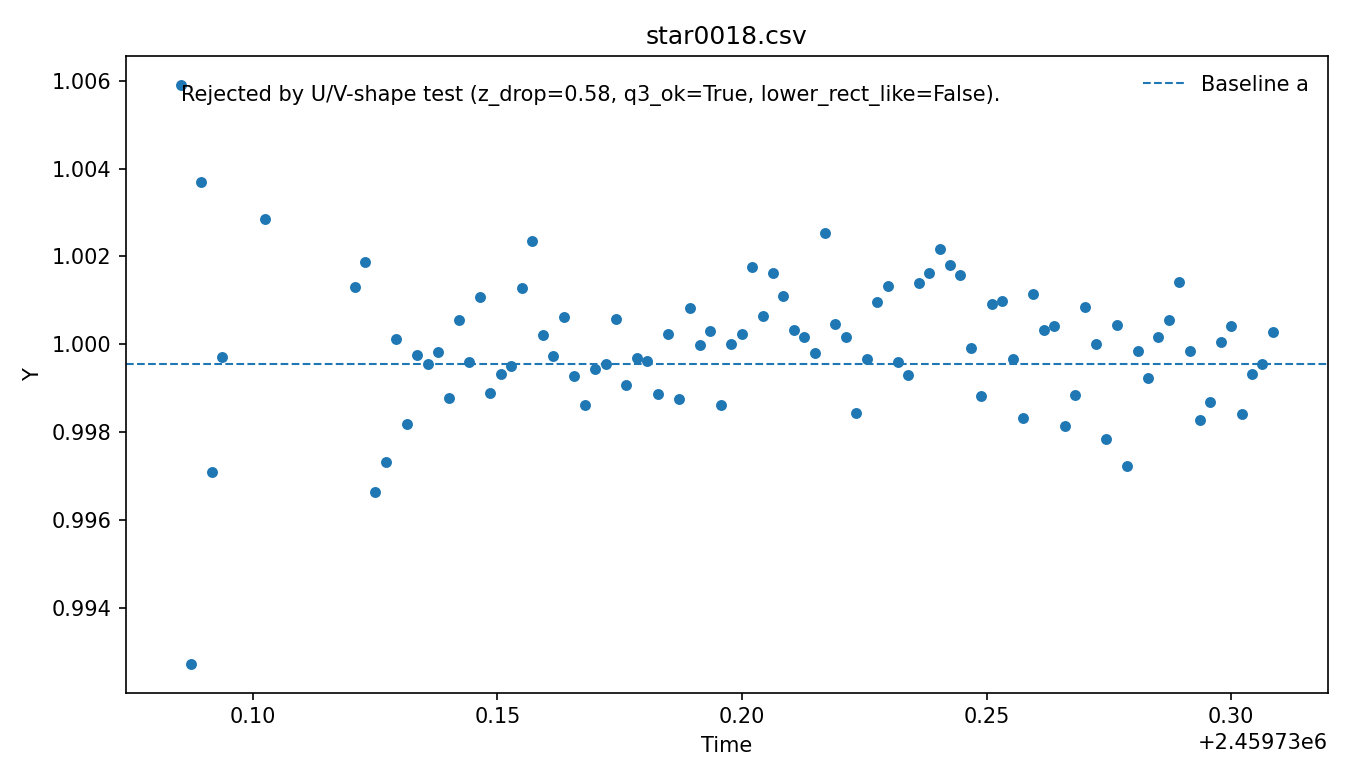 star0018.csv
Rejected by U/V-shape test (z_drop=0.58, q3_ok=True, lower_rect_like=False).
Baseline a
1.006
1.004
1.002
1.000
0.998
0.996
0.994
Y
0.10
0.15
0.20
0.25
0.30
Time
+2.45973e6